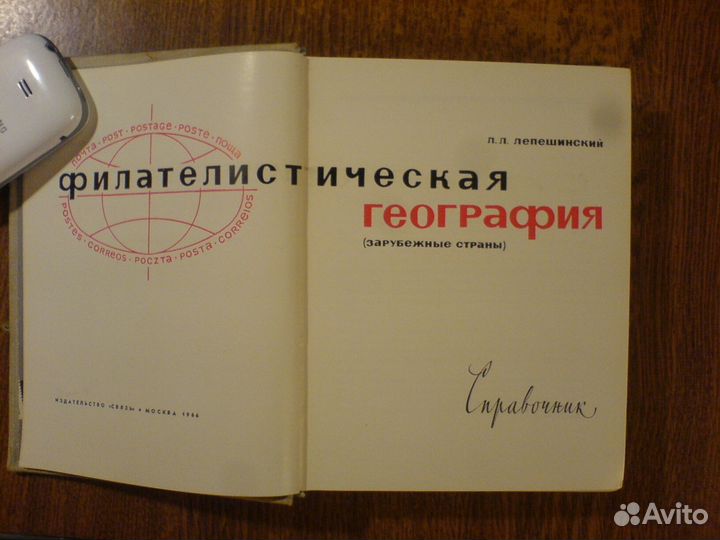 ПОЧТА · POST · POSTAGE · POSTE · ПОЩА
филателистическая
POSTES · CORREOS · POCZTA · POSTA · CORREIOS
ИЗДАТЕЛЬСТВО «СВЯЗЬ» • МОСКВА 1966
Л.Л. ЛЕПЕШИНСКИЙ
ГЕОГРАФИЯ
(ЗАРУБЕЖНЫЕ СТРАНЫ)
Справочник
Avito